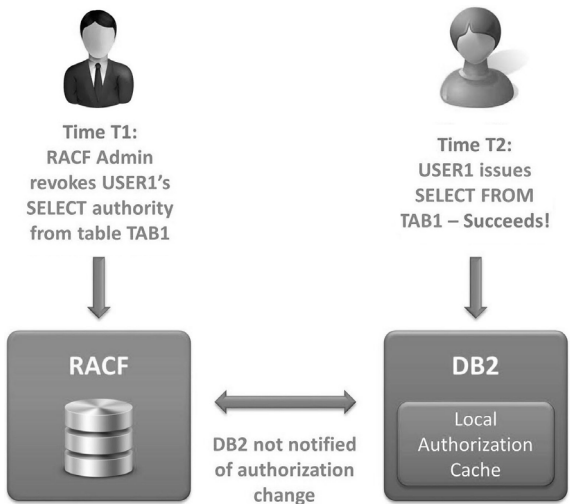 Time T1:
RACF Admin
revokes USER1's
SELECT authority
from table TAB1
Time T2:
USER1 issues
SELECT FROM
TAB1 – Succeeds!
RACF
DB2 not notified
of authorization
change
DB2
Local
Authorization
Cache